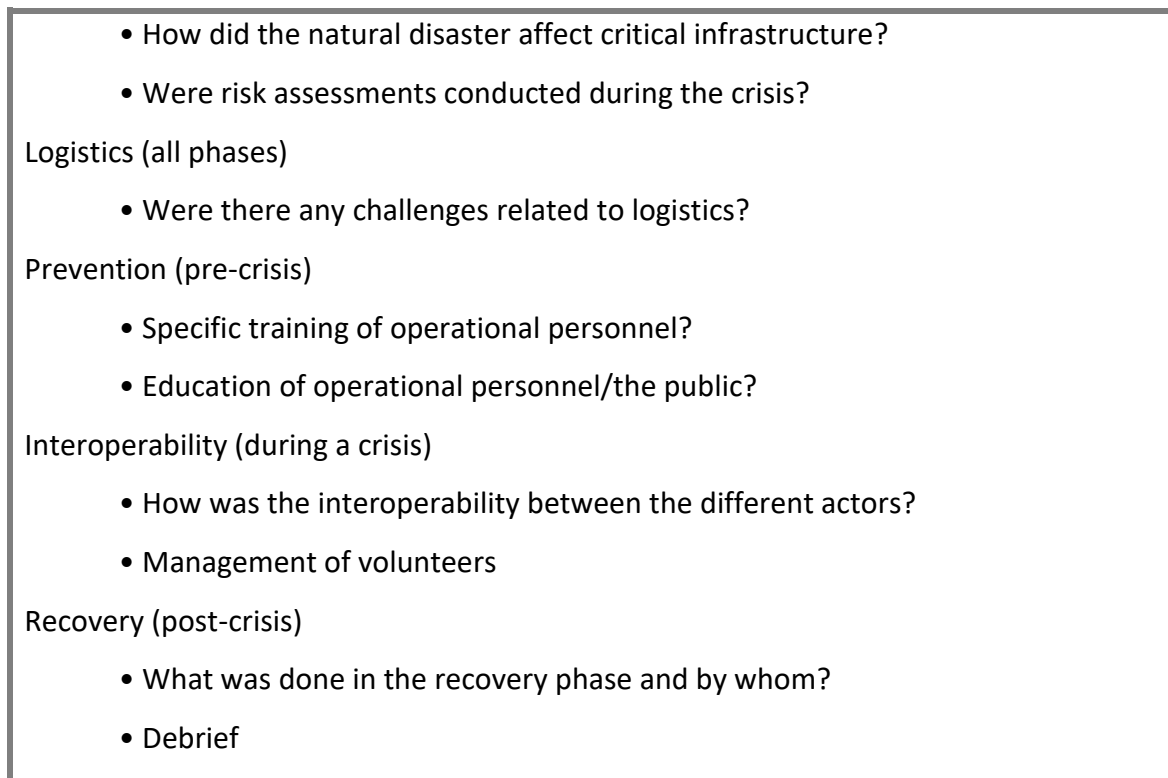 • How did the natural disaster affect critical infrastructure?
• Were risk assessments conducted during the crisis?
Logistics (all phases)
• Were there any challenges related to logistics?
Prevention (pre-crisis)
• Specific training of operational personnel?
• Education of operational personnel/the public?
Interoperability (during a crisis)
• How was the interoperability between the different actors?
• Management of volunteers
Recovery (post-crisis)
• What was done in the recovery phase and by whom?
• Debrief